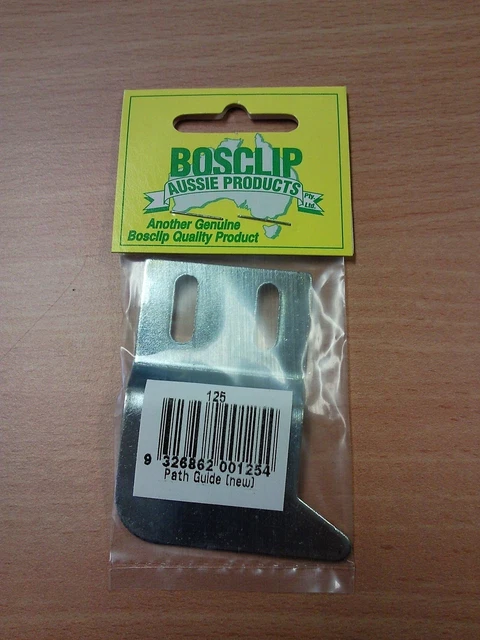 BOSCLIP
AUSSIE PRODUCTS
Pty.
Ltd.
Another Genuine
Bosclip Quality Product
125
9 326862 001254
Path Guide [new]